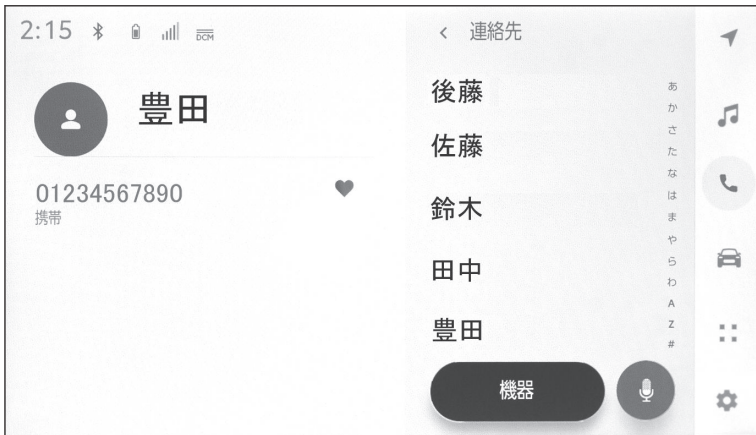 2:15
DCM
豊田
01234567890
携帯
連絡先
後藤
佐藤
鈴木
田中
豊田
機器
あ
か
さ
た
な
は
ま
や
ら
わ
A
Z
#